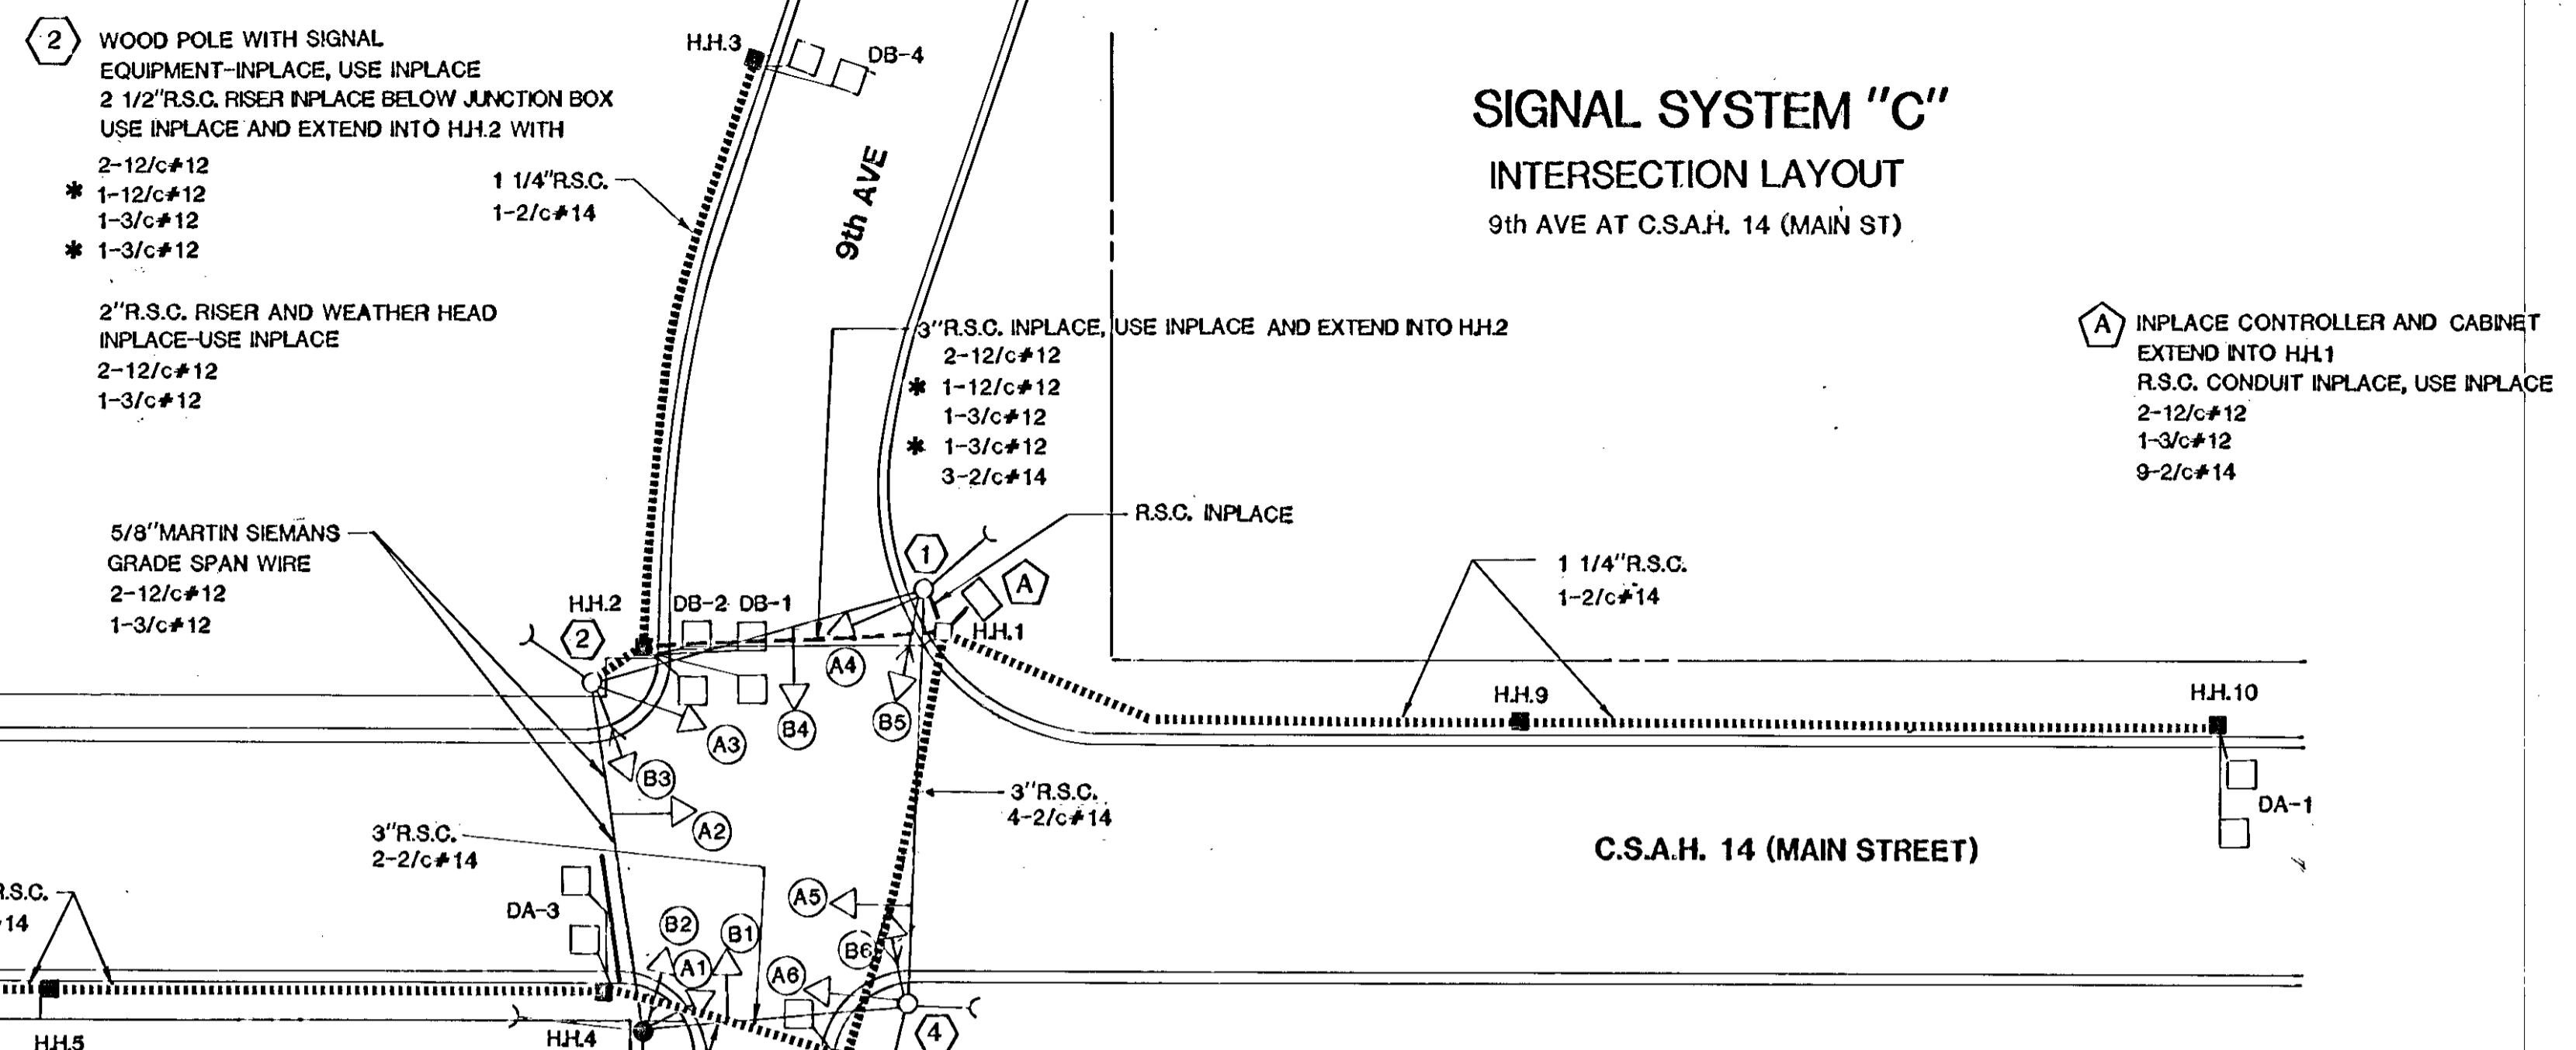 2
WOOD POLE WITH SIGNAL
EQUIPMENT-INPLACE, USE INPLACE
2 1/2"R.S.C. RISER INPLACE BELOW JUNCTION BOX
USE INPLACE AND EXTEND INTO H.H.2 WITH
2-12/c#12
* 1-12/c#12
1-3/c#12
* 1-3/c#12
2"R.S.C. RISER AND WEATHER HEAD
INPLACE-USE INPLACE
2-12/c#12
1-3/c#12
1 1/4"R.S.C.
1-2/c#14
H.H.3
DB-4
9th AVE
SIGNAL SYSTEM "C"
INTERSECTION LAYOUT
9th AVE AT C.S.A.H. 14 (MAIN ST)
3"R.S.C. INPLACE, USE INPLACE AND EXTEND INTO H.H.2
2-12/c#12
* 1-12/c#12
1-3/c#12
* 1-3/c#12
3-2/c#14
A
INPLACE CONTROLLER AND CABINET
EXTEND INTO H.H.1
R.S.C. CONDUIT INPLACE, USE INPLACE
2-12/c#12
1-3/c#12
9-2/c#14
R.S.C. INPLACE
5/8"MARTIN SIEMANS
GRADE SPAN WIRE
2-12/c#12
1-3/c#12
1
A
H.H.1
H.H.2
DB-2 DB-1
2
A4
A3
B4
B5
B3
A2
1 1/4"R.S.C.
1-2/c#14
H.H.9
H.H.10
DA-1
3"R.S.C.
4-2/c#14
C.S.A.H. 14 (MAIN STREET)
3"R.S.C.
2-2/c#14
R.S.C.
14
DA-3
B2
B1
A1
A5
B6
A6
H.H.5
H.H.4
4